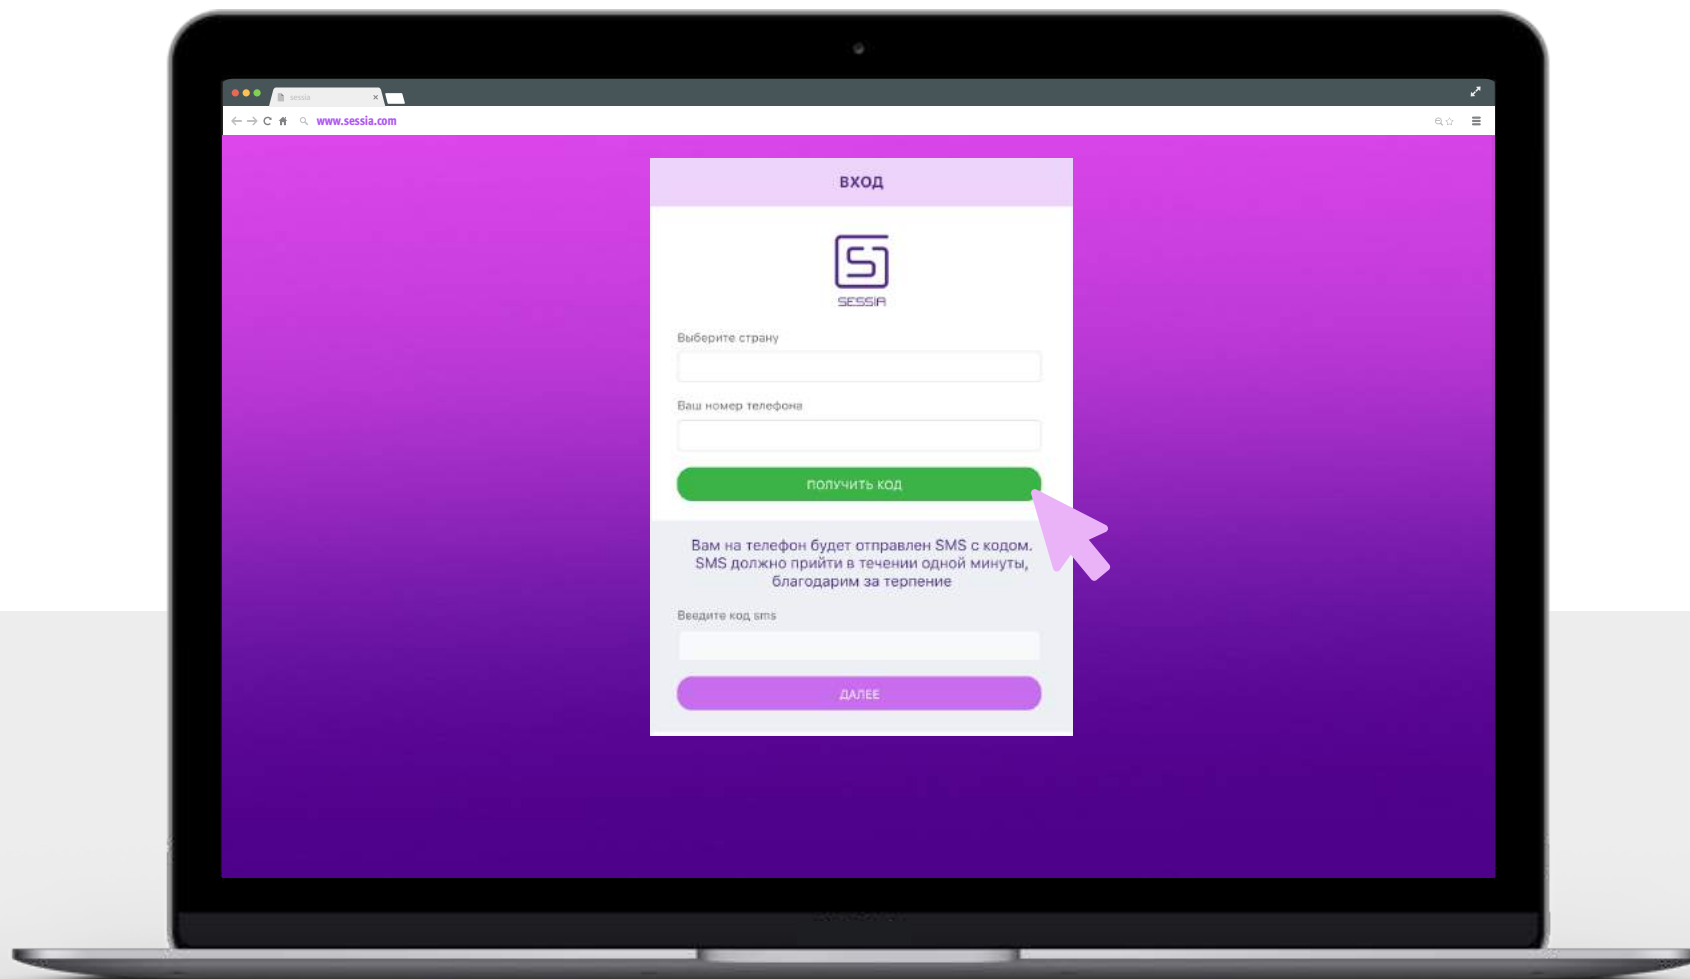 sessia
www.sessia.com
ВХОД
SESSIA
Выберите страну
Ваш номер телефона
ПОЛУЧИТЬ КОД
Вам на телефон будет отправлен SMS с кодом.
SMS должно прийти в течении одной минуты,
благодарим за терпение
Введите код sms
ДАЛЕЕ